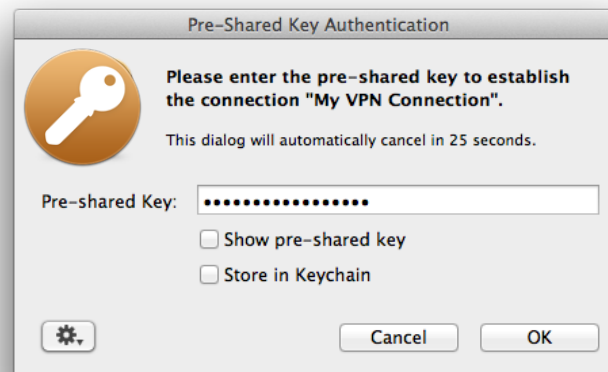 Pre-Shared Key Authentication
Please enter the pre-shared key to establish
the connection "My VPN Connection".
This dialog will automatically cancel in 25 seconds.
Pre-shared Key: •••••••••••••••••
Show pre-shared key
Store in Keychain
Cancel OK